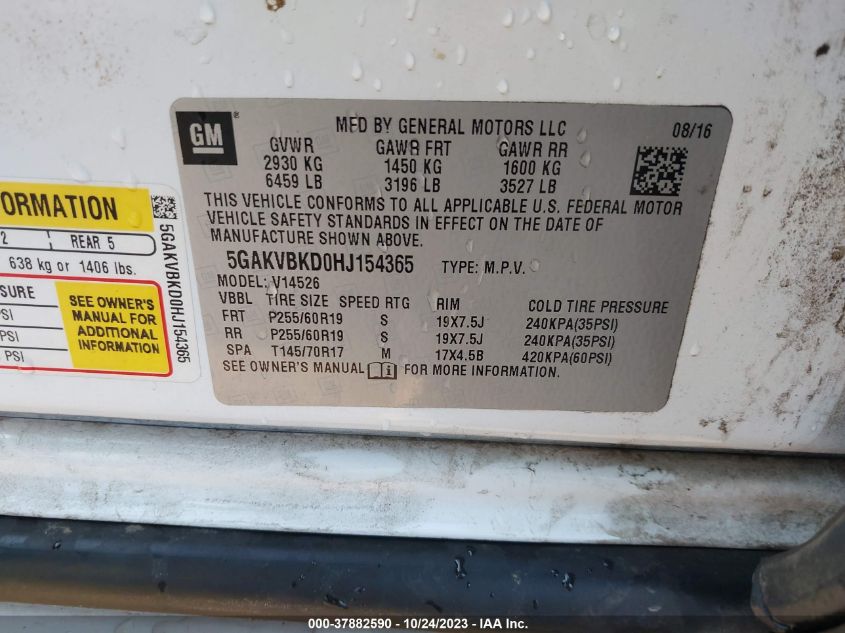 GM
MFD BY GENERAL MOTORS LLC
08/16
GVWR GAWR FRT GAWR RR
2930 KG 1450 KG 1600 KG
6459 LB 3196 LB 3527 LB
THIS VEHICLE CONFORMS TO ALL APPLICABLE U.S. FEDERAL MOTOR
VEHICLE SAFETY STANDARDS IN EFFECT ON THE DATE OF
MANUFACTURE SHOWN ABOVE.
5GAKVBKD0HJ154365 TYPE: M.P.V.
MODEL: V14526
VBBL TIRE SIZE SPEED RTG RIM COLD TIRE PRESSURE
FRT P255/60R19 S 19X7.5J 240KPA(35PSI)
RR P255/60R19 S 19X7.5J 240KPA(35PSI)
SPA T145/70R17 M 17X4.5B 420KPA(60PSI)
SEE OWNER'S MANUAL FOR MORE INFORMATION.
ORMATION
2 REAR 5
638 kg or 1406 lbs.
SURE
PSI
PSI
PSI
SEE OWNER'S
MANUAL FOR
ADDITIONAL
INFORMATION
5GAKVBKD0HJ154365
000-37882590 - 10/24/2023 - IAA Inc.